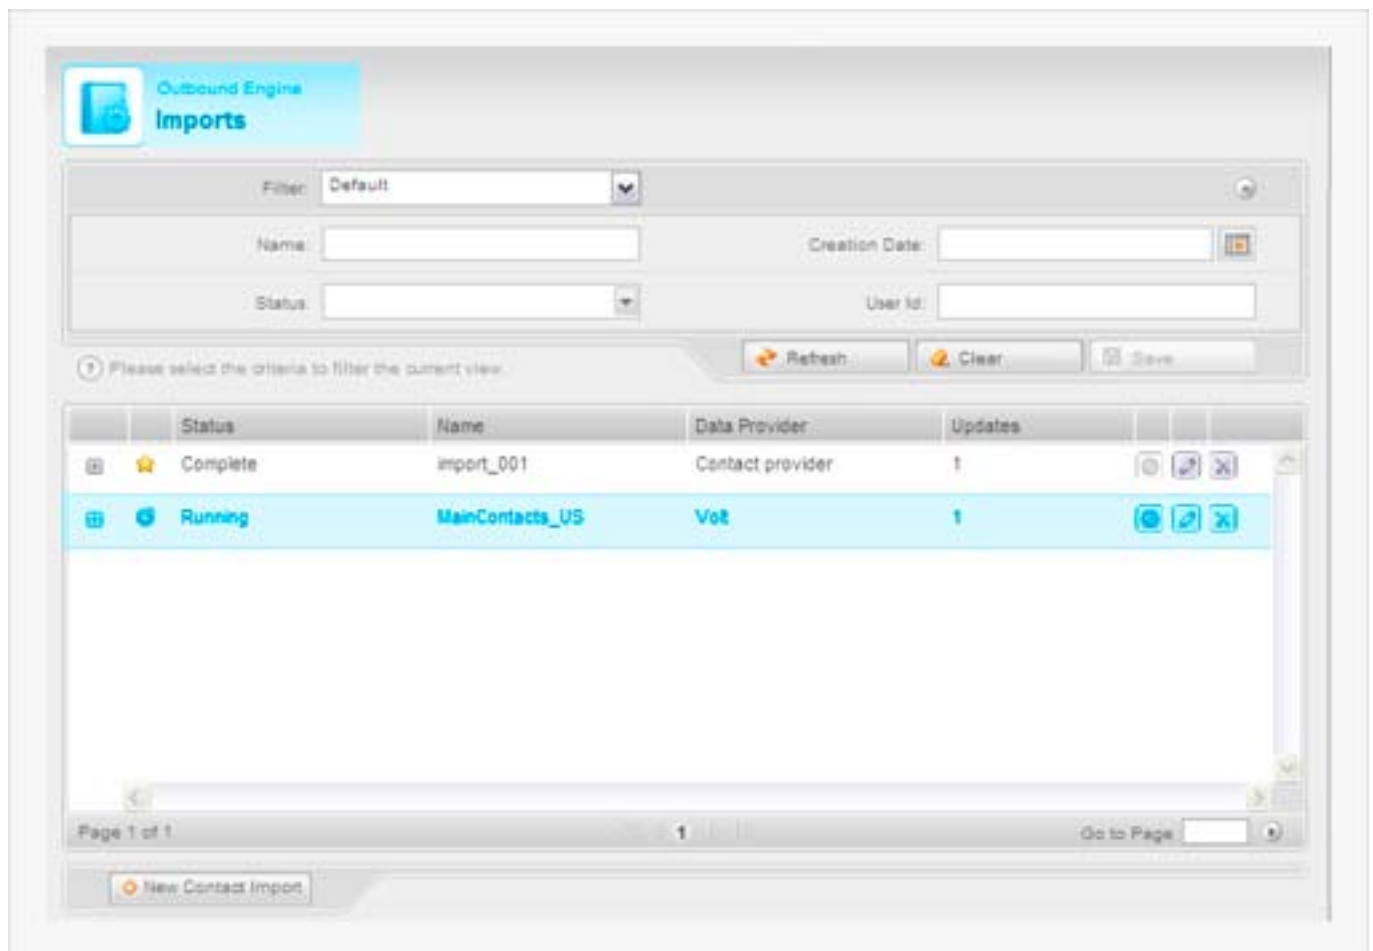 Outbound Engine
Imports
Filter: Default
Name: Creation Date:
Status: User Id:
? Please select the criteria to filter the current view.
Refresh Clear Save
Status Name Data Provider Updates
Complete import_001 Contact provider 1
Running MainContacts_US Volt 1
Page 1 of 1 1 Go to Page
New Contact Import